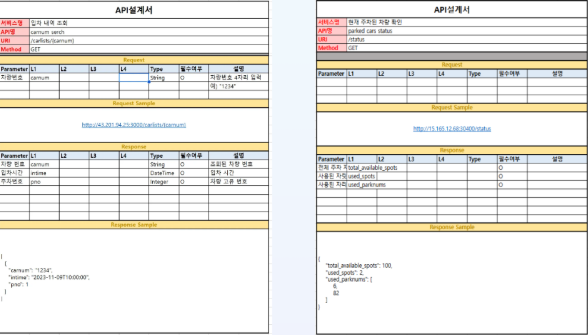 API설계서
서비스명 입차 내역 조회
API명 carnum serch
URI /carlists/{carnum}
Method GET
Request
Parameter L1 L2 L3 L4 Type 필수여부 설명
차량번호 carnum String O 차량번호 4자리 입력
예) "1234"
Request Sample
http://43.201.94.25:3000/carlists/{carnum}
Response
Parameter L1 L2 L3 L4 Type 필수여부 설명
차량 번호 carnum String O 조회된 차량 번호
입차시간 intime DateTime O 입차 시간
주차번호 pno Integer O 차량 고유 번호
Response Sample
[
{
"carnum": "1234",
"intime": "2023-11-09T10:00:00",
"pno": 1
}
]
API설계서
서비스명 현재 주차된 차량 확인
API명 parked cars status
URI /status
Method GET
Request
Parameter L1 L2 L3 L4 Type 필수여부 설명
Request Sample
http://15.165.12.68:30400/status
Response
Parameter L1 L2 L3 L4 Type 필수여부 설명
전체 주차 total_available_spots O
사용된 자리 used_spots O
사용된 자리 used_parknums O
Response Sample
{
"total_available_spots": 100,
"used_spots": 2,
"used_parknums": [
6,
82
]
}